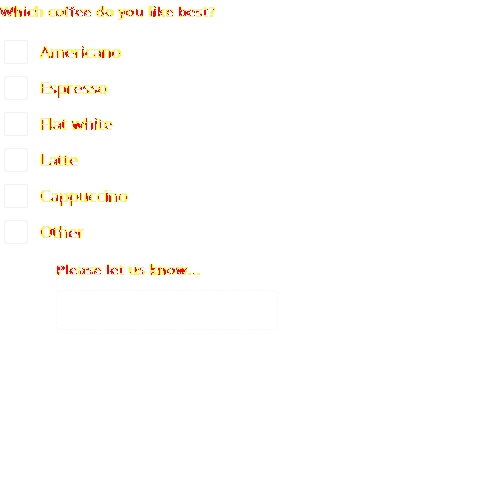 Which coffee do you like best?
Americano
Espresso
Flat white
Latte
Cappuccino
Other
Please let us know...